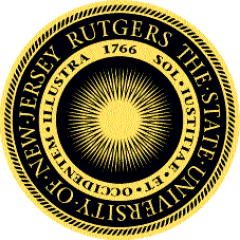 RUTGERS·THE·STATE·UNIVERSITY·OF·NEW·JERSEY
1766
SOL·IUSTITIAE·ET·OCCIDENTEM·ILLUSTRA